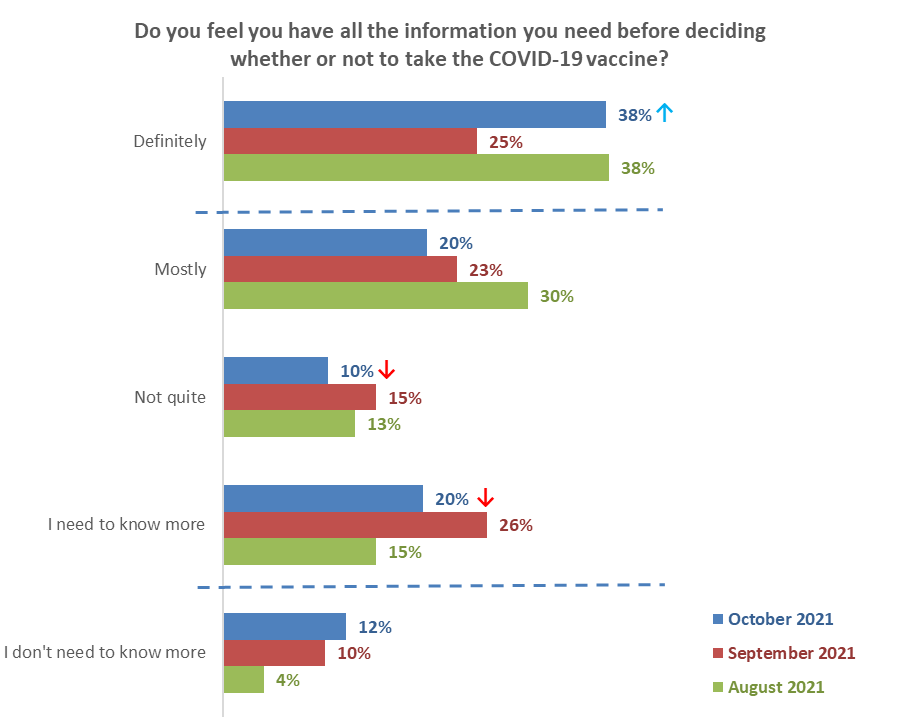 Do you feel you have all the information you need before deciding
whether or not to take the COVID-19 vaccine?
Definitely
38%
25%
38%
Mostly
20%
23%
30%
Not quite
10%
15%
13%
I need to know more
20%
26%
15%
I don't need to know more
12%
10%
4%
October 2021
September 2021
August 2021